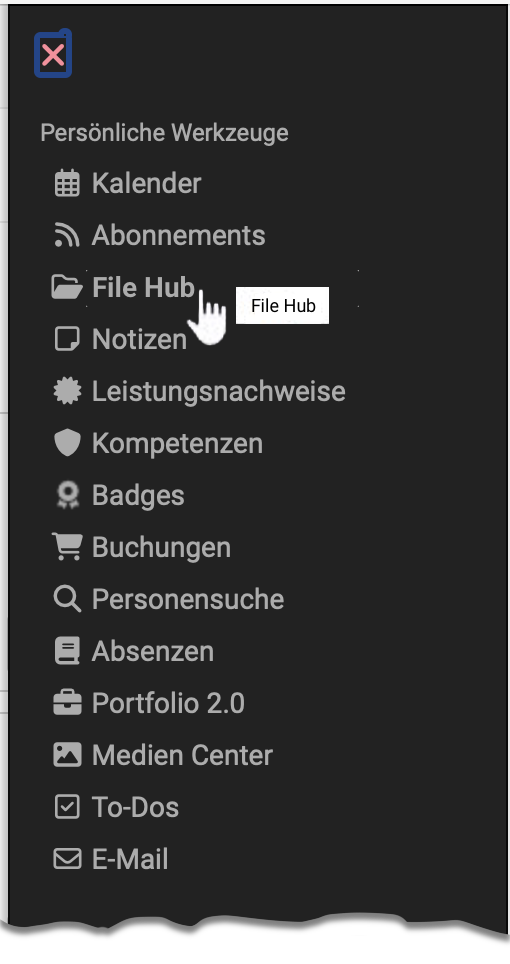 Persönliche Werkzeuge
Kalender
Abonnements
File Hub
File Hub
Notizen
Leistungsnachweise
Kompetenzen
Badges
Buchungen
Personensuche
Absenzen
Portfolio 2.0
Medien Center
To-Dos
E-Mail